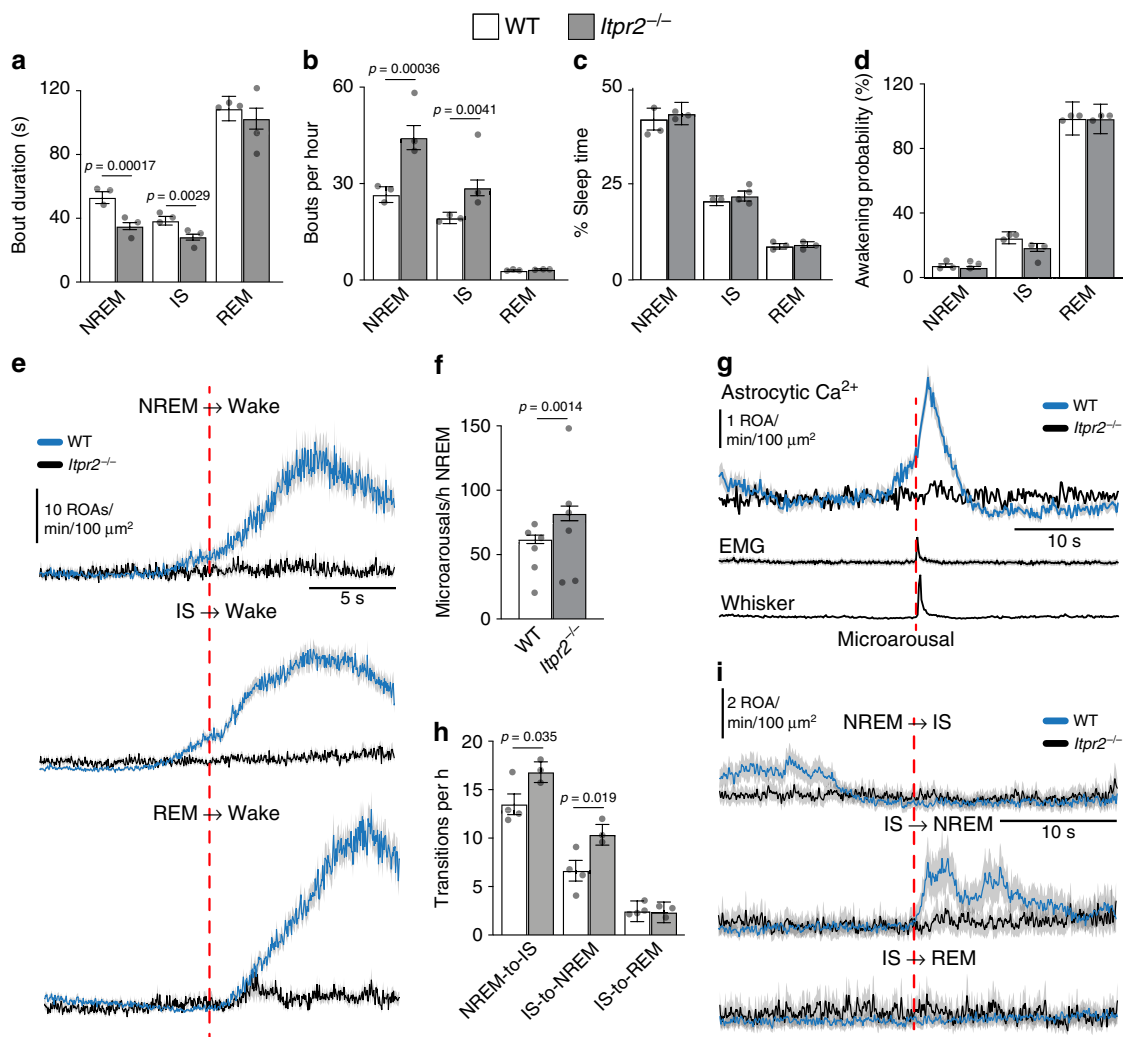 WT
Itpr2−/−
a
Bout duration (s)
120
80
40
0
p = 0.00017
p = 0.0029
NREM
IS
REM
b
Bouts per hour
60
30
0
p = 0.00036
p = 0.0041
NREM
IS
REM
c
% Sleep time
50
25
0
NREM
IS
REM
d
Awakening probability (%)
120
80
40
0
NREM
IS
REM
e
NREM → Wake
WT
Itpr2−/−
10 ROAs/
min/100 μm²
5 s
IS → Wake
REM → Wake
f
Microarousals/h NREM
150
100
50
0
p = 0.0014
WT
Itpr2−/−
g
Astrocytic Ca2+
1 ROA/
min/100 μm²
WT
Itpr2−/−
10 s
EMG
Whisker
Microarousal
h
Transitions per h
20
15
10
5
0
p = 0.035
p = 0.019
NREM-to-IS
IS-to-NREM
IS-to-REM
i
2 ROA/
min/100 μm²
NREM → IS
WT
Itpr2−/−
IS → NREM
10 s
IS → REM